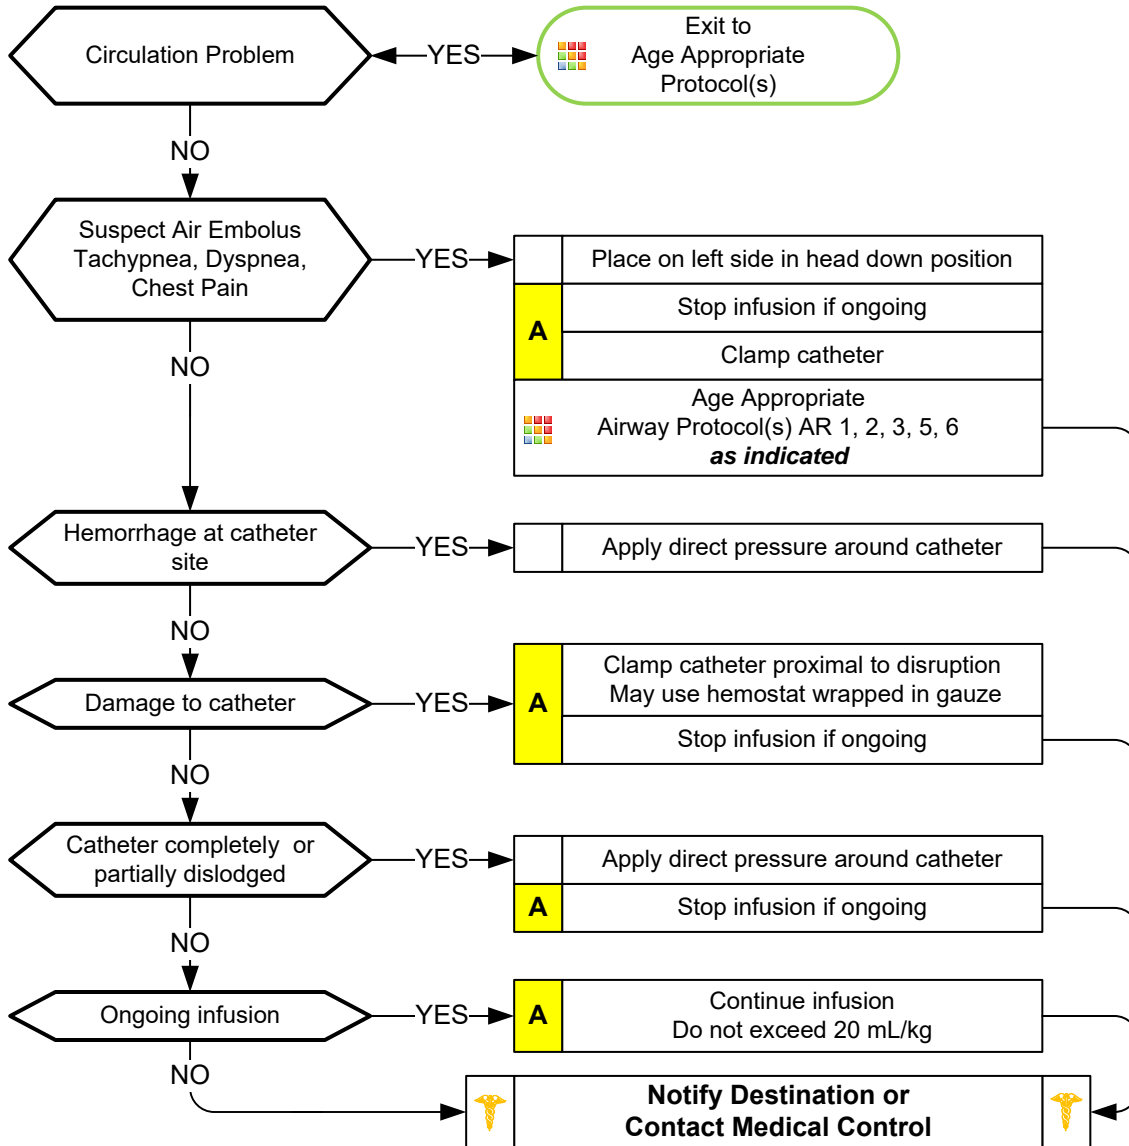 Circulation Problem
YES
Exit to
Age Appropriate
Protocol(s)
NO
Suspect Air Embolus
Tachypnea, Dyspnea,
Chest Pain
YES
Place on left side in head down position
A
Stop infusion if ongoing
Clamp catheter
Age Appropriate
Airway Protocol(s) AR 1, 2, 3, 5, 6
as indicated
NO
Hemorrhage at catheter
site
YES
Apply direct pressure around catheter
NO
Damage to catheter
YES
A
Clamp catheter proximal to disruption
May use hemostat wrapped in gauze
Stop infusion if ongoing
NO
Catheter completely or
partially dislodged
YES
Apply direct pressure around catheter
A
Stop infusion if ongoing
NO
Ongoing infusion
YES
A
Continue infusion
Do not exceed 20 mL/kg
NO
Notify Destination or
Contact Medical Control